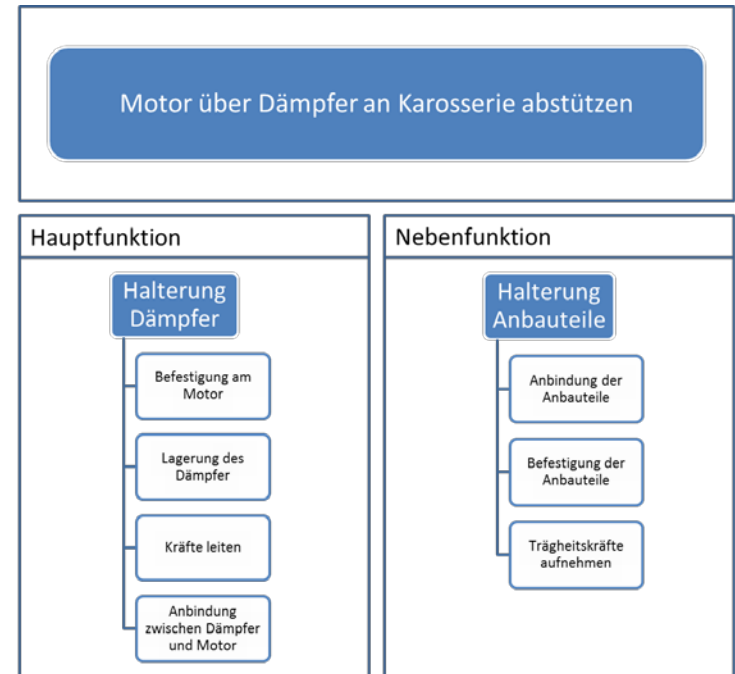 Motor über Dämpfer an Karosserie abstützen
Hauptfunktion
Halterung
Dämpfer
Befestigung am
Motor
Lagerung des
Dämpfer
Kräfte leiten
Anbindung
zwischen Dämpfer
und Motor
Nebenfunktion
Halterung
Anbauteile
Anbindung der
Anbauteile
Befestigung der
Anbauteile
Trägheitskräfte
aufnehmen